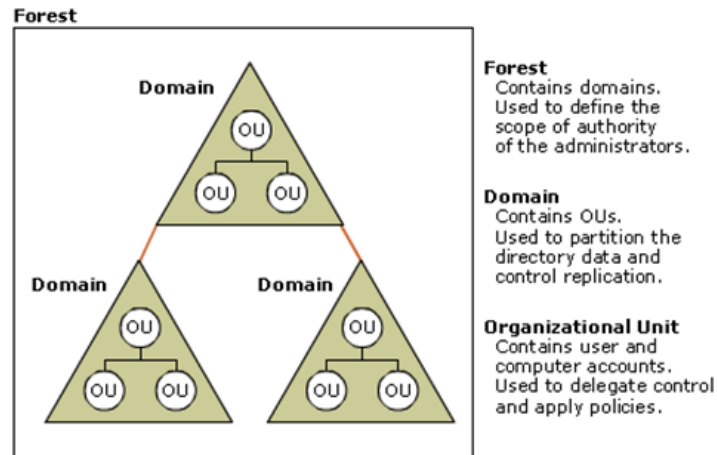 Forest
Domain
OU
OU OU
Domain
OU
OU OU
Domain
OU
OU OU
Forest
Contains domains.
Used to define the
scope of authority
of the administrators.
Domain
Contains OUs.
Used to partition the
directory data and
control replication.
Organizational Unit
Contains user and
computer accounts.
Used to delegate control
and apply policies.